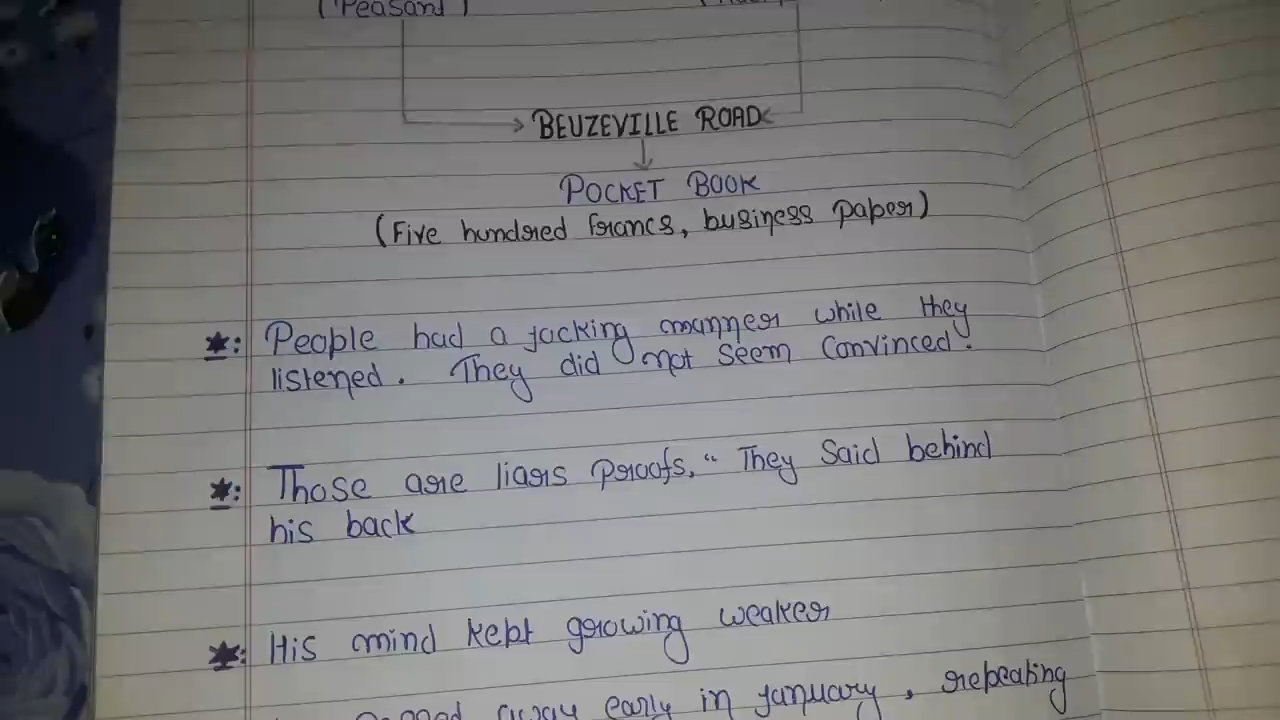 (Peasant)
BEUZEVILLE ROAD
POCKET BOOK
(Five hundred francs, business paper)
*: People had a jocking manner while they
listened. They did not seem convinced.
*: Those are liars proofs," They said behind
his back
*: His mind kept growing weaker
away early in january, repeating